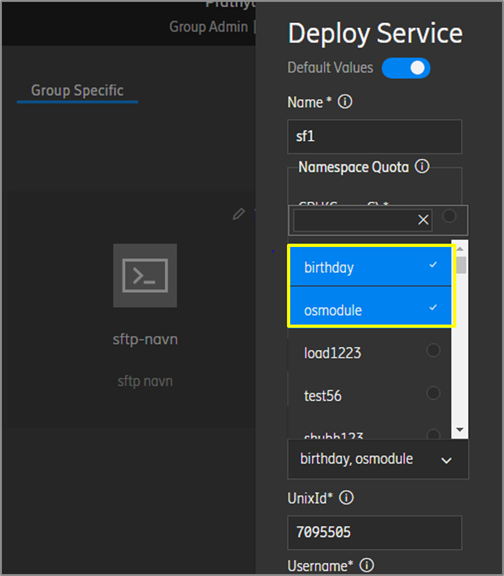 Group Admin |
Group Specific
sftp-navn
sftp navn
Deploy Service
Default Values
Name *
sf1
Namespace Quota
birthday
osmodule
load1223
test56
shubh123
birthday, osmodule
UnixId*
7095505
Username*